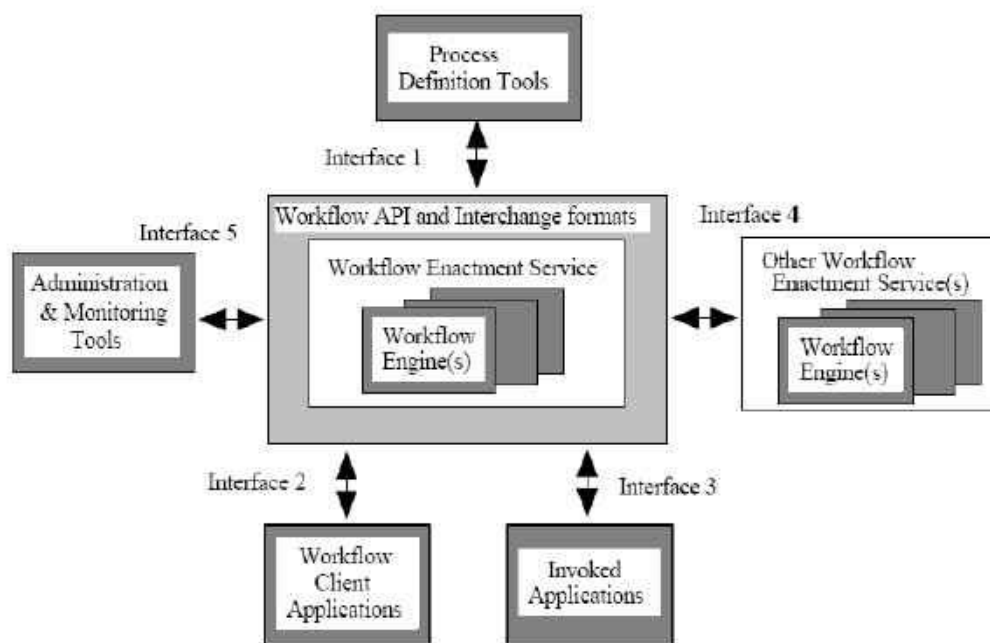 Process
Definition Tools
Interface 1
Workflow API and Interchange formats
Interface 4
Interface 5
Workflow Enactment Service
Other Workflow
Enactment Service(s)
Administration
& Monitoring
Tools
Workflow
Engine(s)
Workflow
Engine(s)
Interface 2
Interface 3
Workflow
Client
Applications
Invoked
Applications